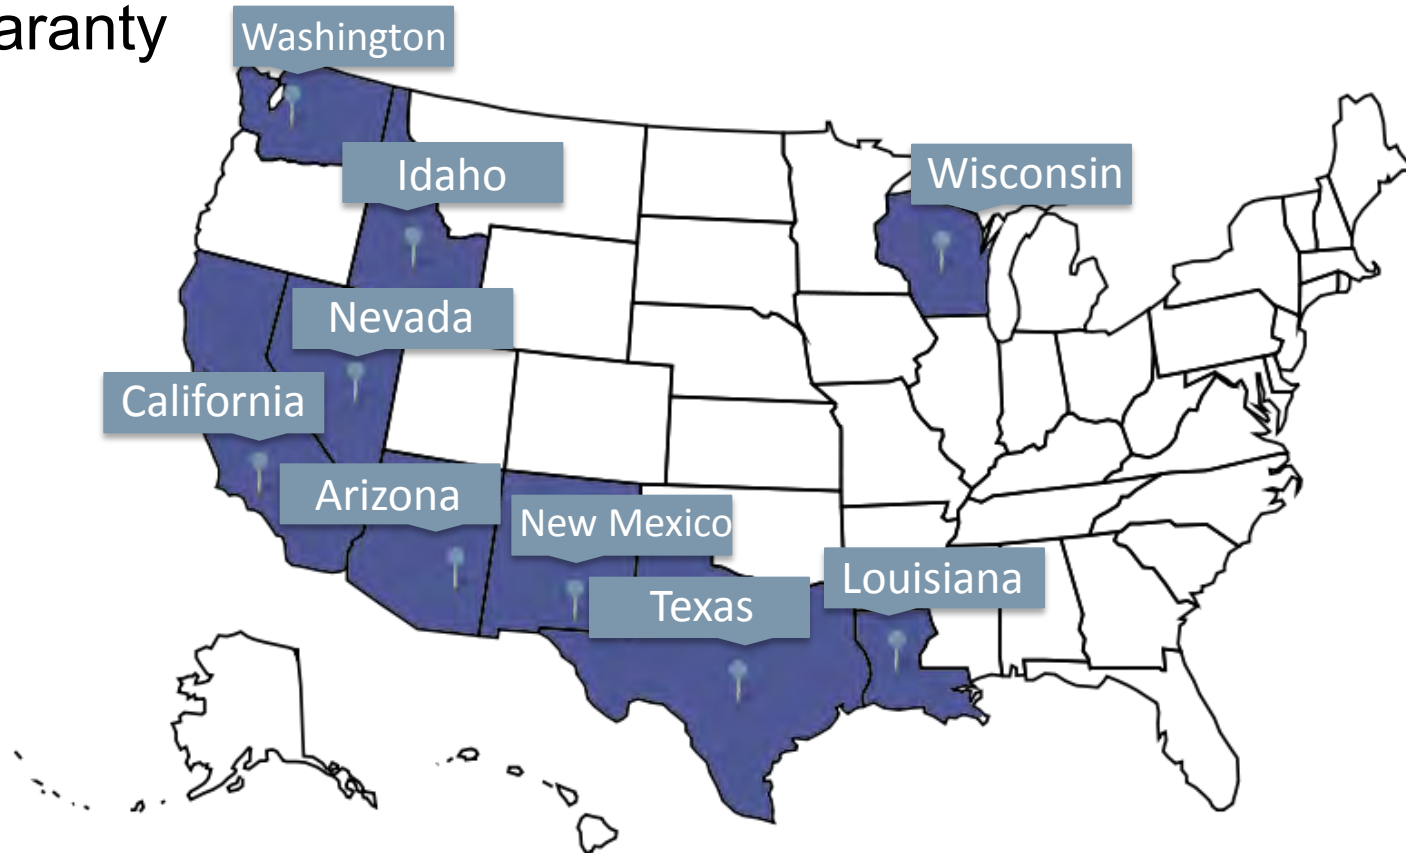 aranty
Washington
Idaho
Wisconsin
Nevada
California
Arizona
New Mexico
Louisiana
Texas